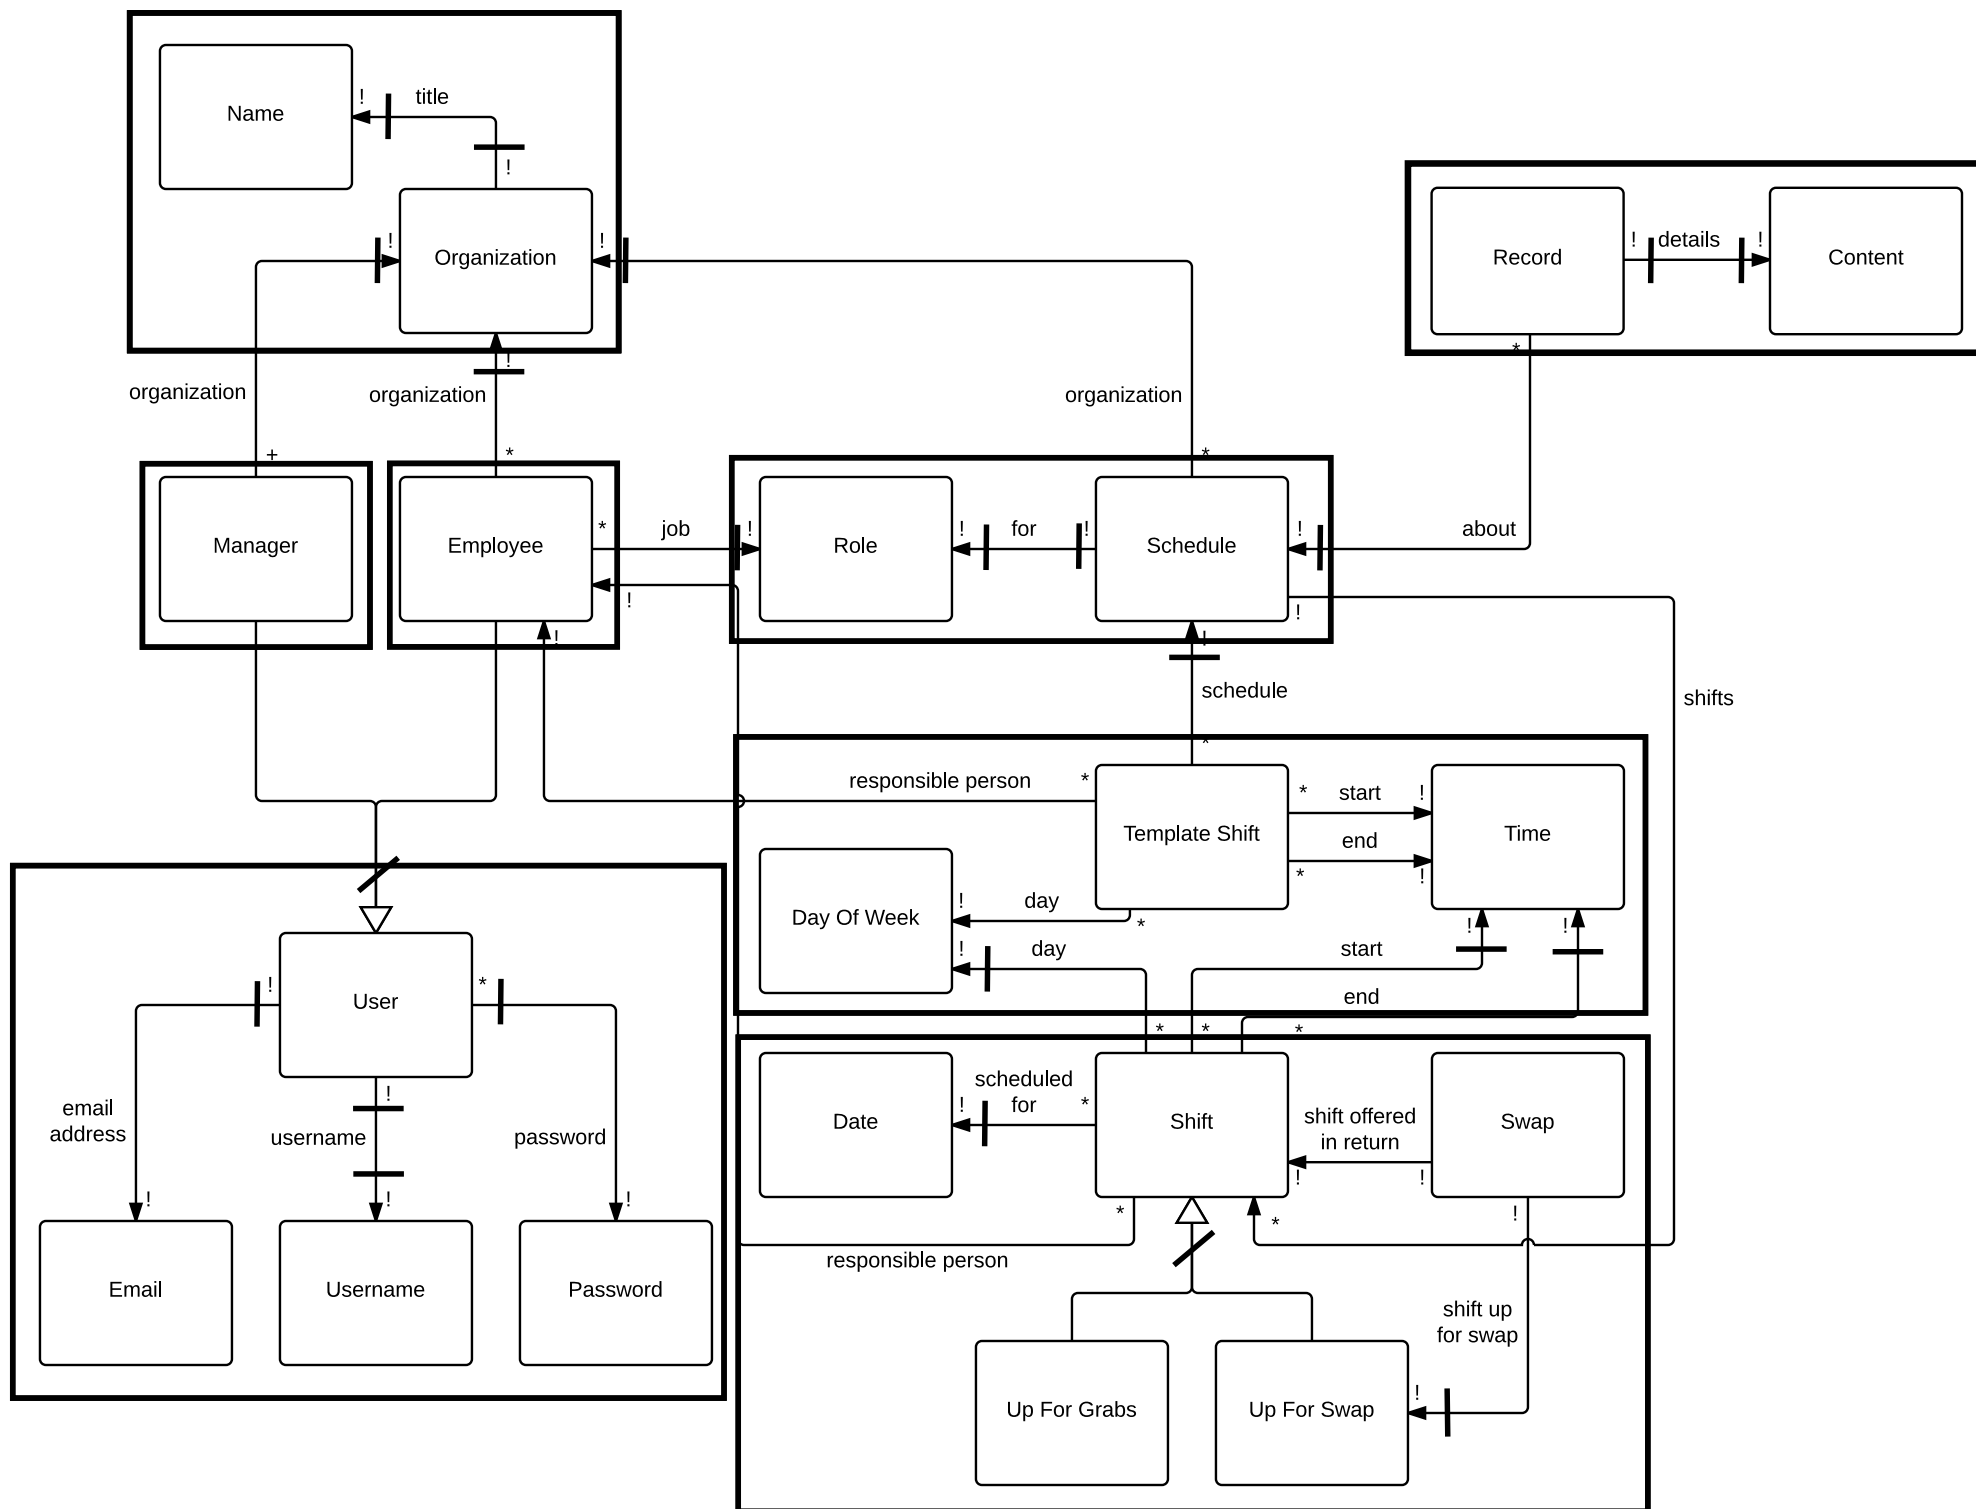 ! title
Name
!
! ! !
Organization
Record
! details !
Content
*
!
organization
organization
organization
+
*
*
* job !
! for !
! about
Manager
Employee
Role
Schedule
!
!
!
!
schedule
shifts
*
responsible person *
* start !
Template Shift
Time
end
* !
Day Of Week
! day
*
! !
! day
start
end
* * *
User
! *
!
email
address
username
password
! ! !
Email
Username
Password
scheduled
for
! *
Date
Shift
Swap
shift offered
in return
! !
* * !
responsible person
shift up
for swap
!
Up For Grabs
Up For Swap